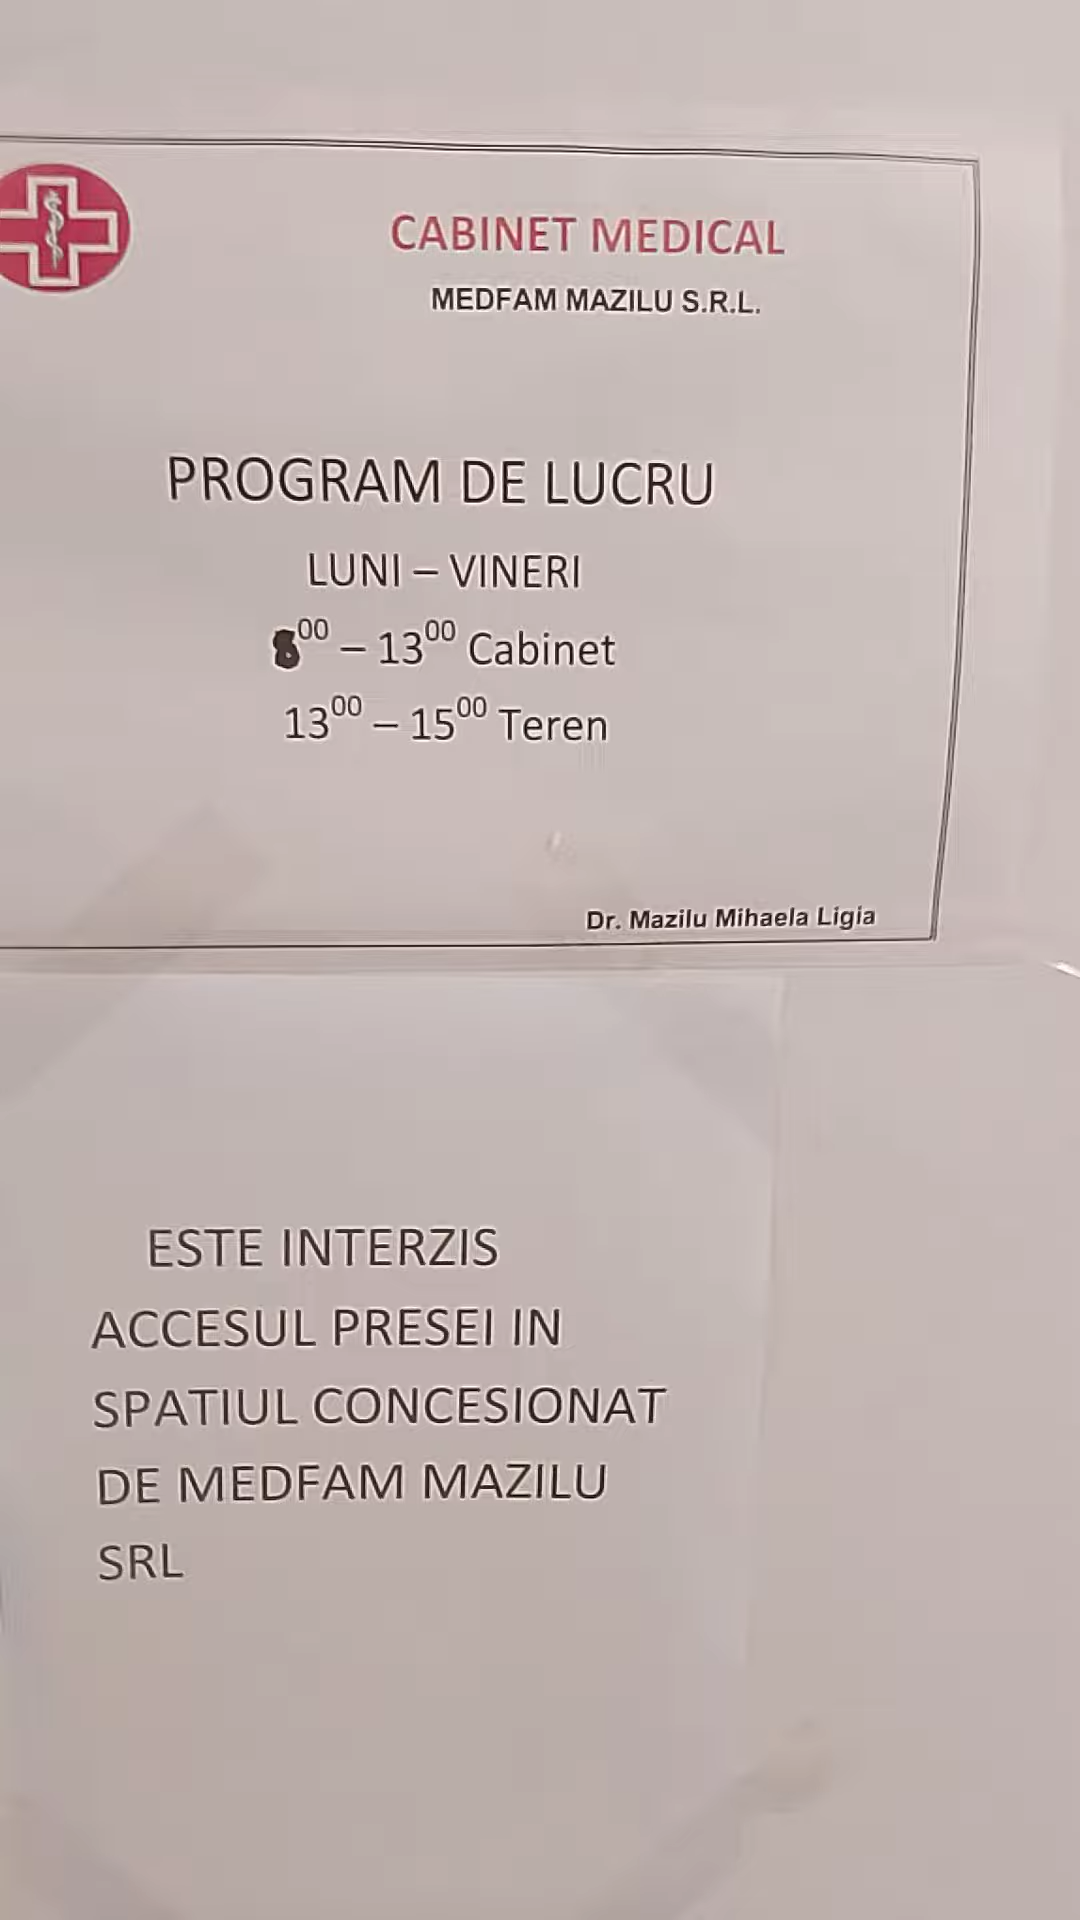 CABINET MEDICAL
MEDFAM MAZILU S.R.L.
PROGRAM DE LUCRU
LUNI – VINERI
8⁰⁰ – 13⁰⁰ Cabinet
13⁰⁰ – 15⁰⁰ Teren
Dr. Mazilu Mihaela Ligia
ESTE INTERZIS
ACCESUL PRESEI IN
SPATIUL CONCESIONAT
DE MEDFAM MAZILU
SRL